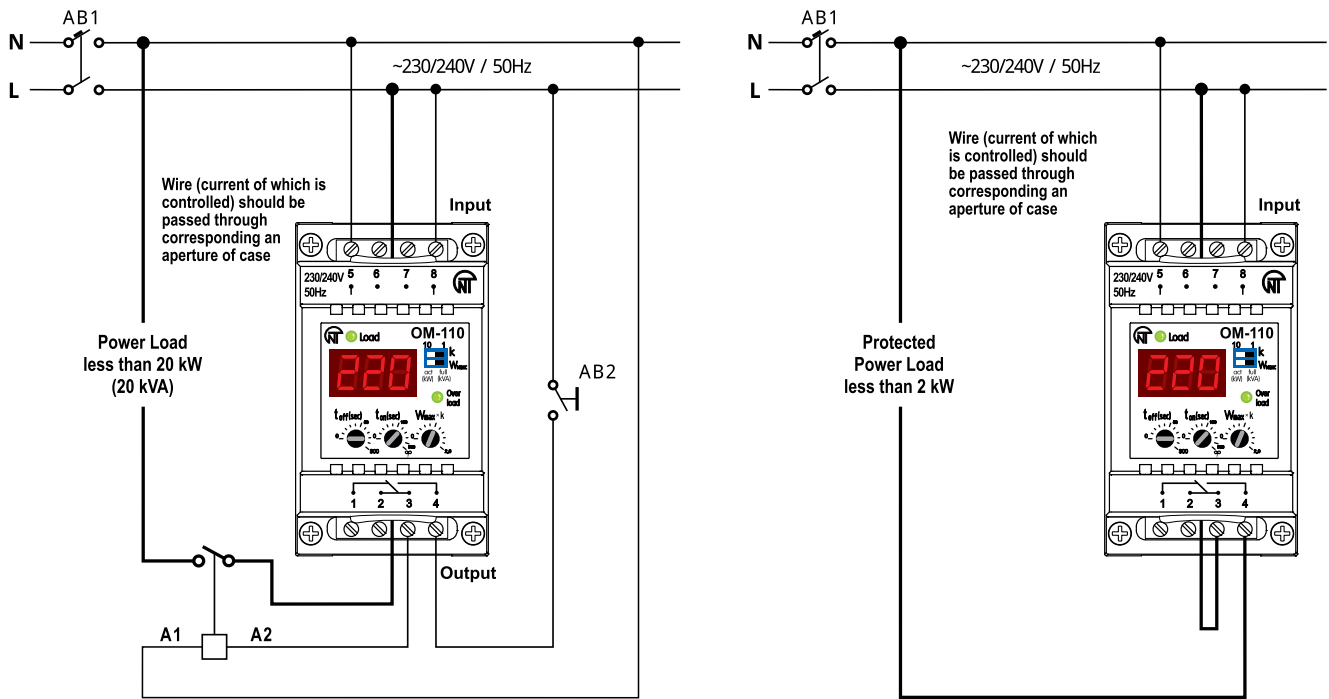 AB1
N
~230/240V / 50Hz
L
Wire (current of which is
controlled) should be
passed through
corresponding an
aperture of case
Input
230/240V 5 6 7 8
50Hz
NT
NT Load OM-110
10 1
k
Wmax
220
act full
(kW) (kVA)
Over
load
toff(sec) ton(sec) Wmax·k
Power Load
less than 20 kW
(20 kVA)
AB2
1 2 3 4
Output
A1 A2
AB1
N
~230/240V / 50Hz
L
Wire (current of which
is controlled) should
be passed through
corresponding an
aperture of case
Input
230/240V 5 6 7 8
50Hz
NT
NT Load OM-110
10 1
k
Wmax
220
act full
(kW) (kVA)
Over
load
toff(sec) ton(sec) Wmax·k
Protected
Power Load
less than 2 kW
1 2 3 4